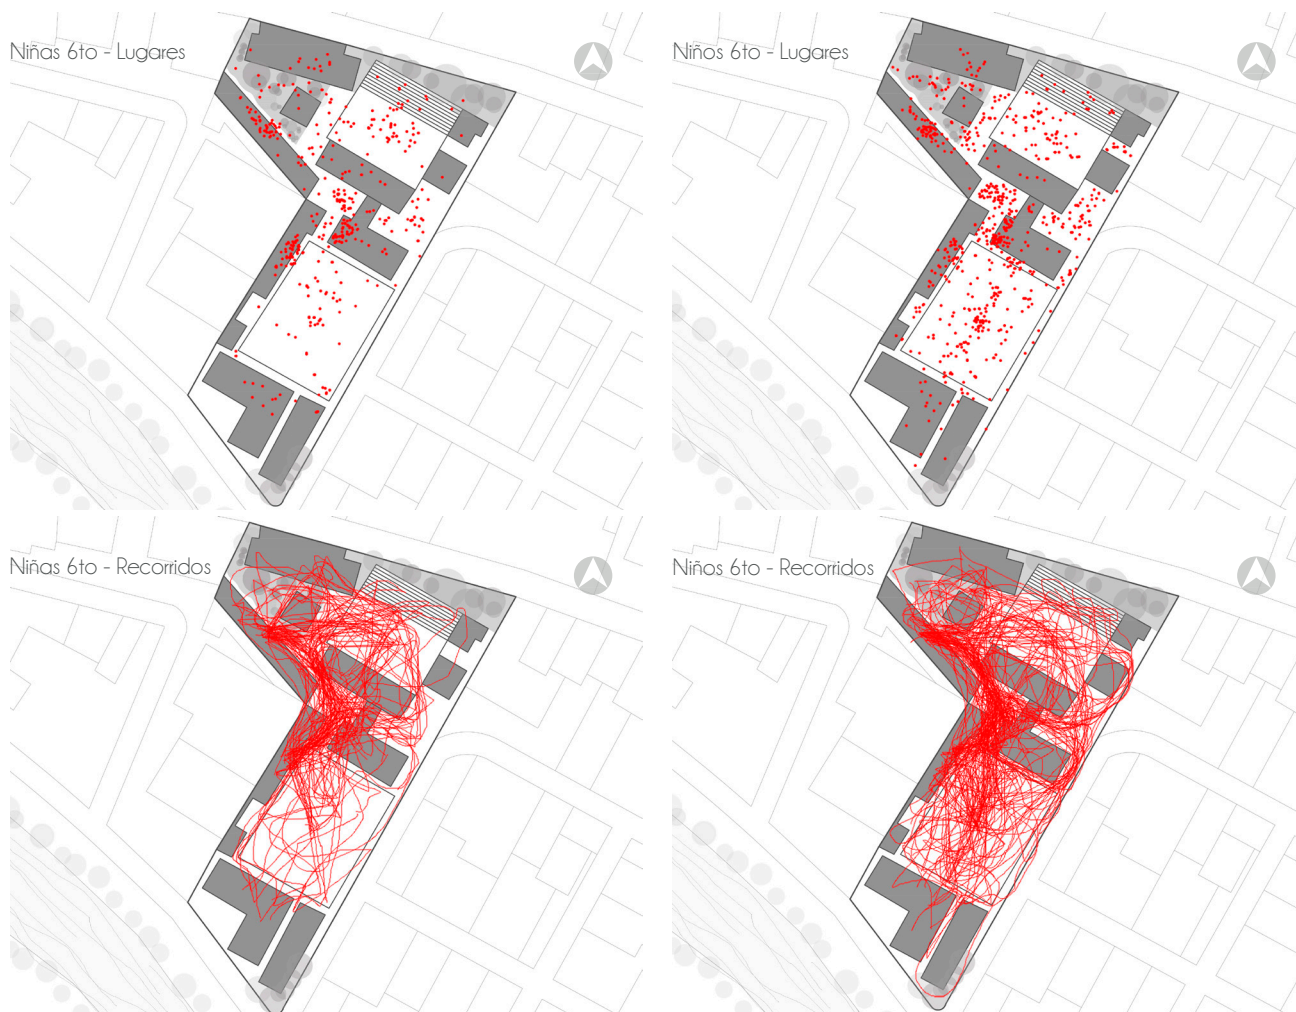 Niñas 6to - Lugares
Niños 6to - Lugares
Niñas 6to - Recorridos
Niños 6to - Recorridos